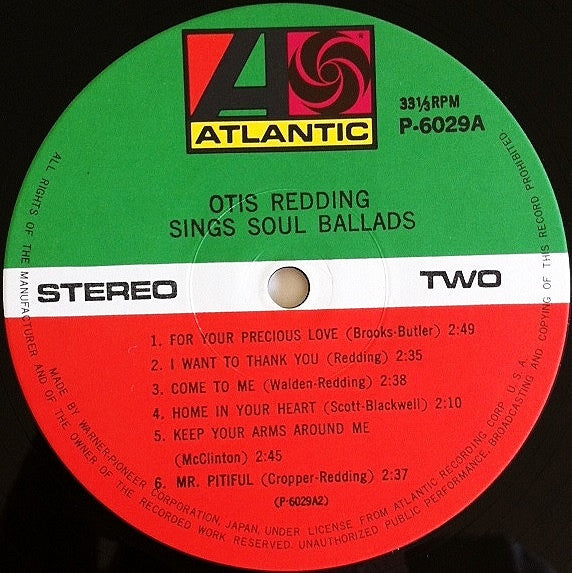 ATLANTIC
33⅓RPM
P-6029A
OTIS REDDING
SINGS SOUL BALLADS
STEREO
TWO
1. FOR YOUR PRECIOUS LOVE (Brooks-Butler) 2:49
2. I WANT TO THANK YOU (Redding) 2:35
3. COME TO ME (Walden-Redding) 2:38
4. HOME IN YOUR HEART (Scott-Blackwell) 2:10
5. KEEP YOUR ARMS AROUND ME
(McClinton) 2:45
6. MR. PITIFUL (Cropper-Redding) 2:37
(P-6029A2)
MADE BY WARNER-PIONEER CORPORATION, JAPAN, UNDER LICENSE FROM ATLANTIC RECORDING CORP., U.S.A.
ALL RIGHTS OF THE MANUFACTURER AND OF THE OWNER OF THE RECORDED WORK RESERVED. UNAUTHORIZED PUBLIC PERFORMANCE, BROADCASTING AND COPYING OF THIS RECORD PROHIBITED.